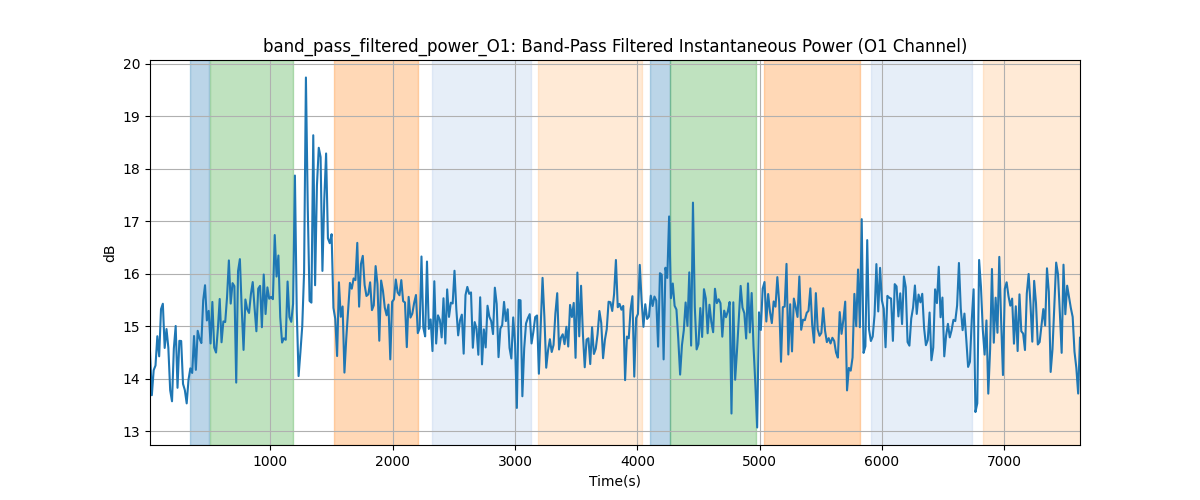 band_pass_filtered_power_O1: Band-Pass Filtered Instantaneous Power (O1 Channel)
20
19
18
17
16
15
14
13
dB
1000 2000 3000 4000 5000 6000 7000
Time(s)